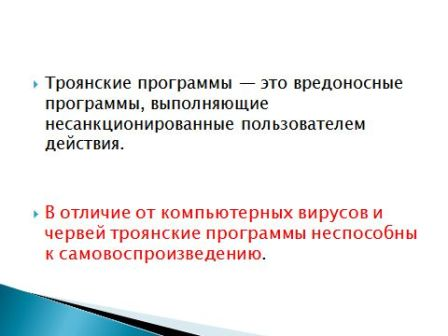 Троянские программы — это вредоносные
программы, выполняющие
несанкционированные пользователем
действия.
В отличие от компьютерных вирусов и
червей троянские программы неспособны
к самовоспроизведению.